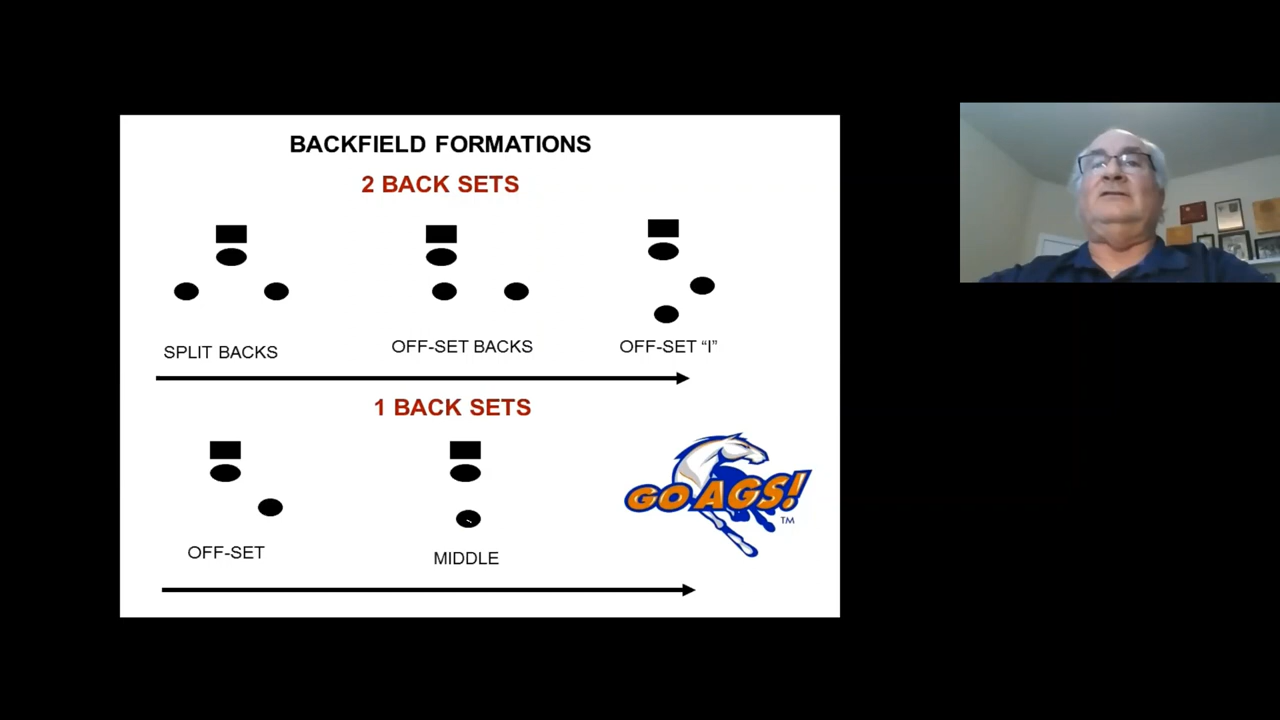 BACKFIELD FORMATIONS
2 BACK SETS
SPLIT BACKS
OFF-SET BACKS
OFF-SET “I”
1 BACK SETS
OFF-SET
MIDDLE
GO AGS!
TM